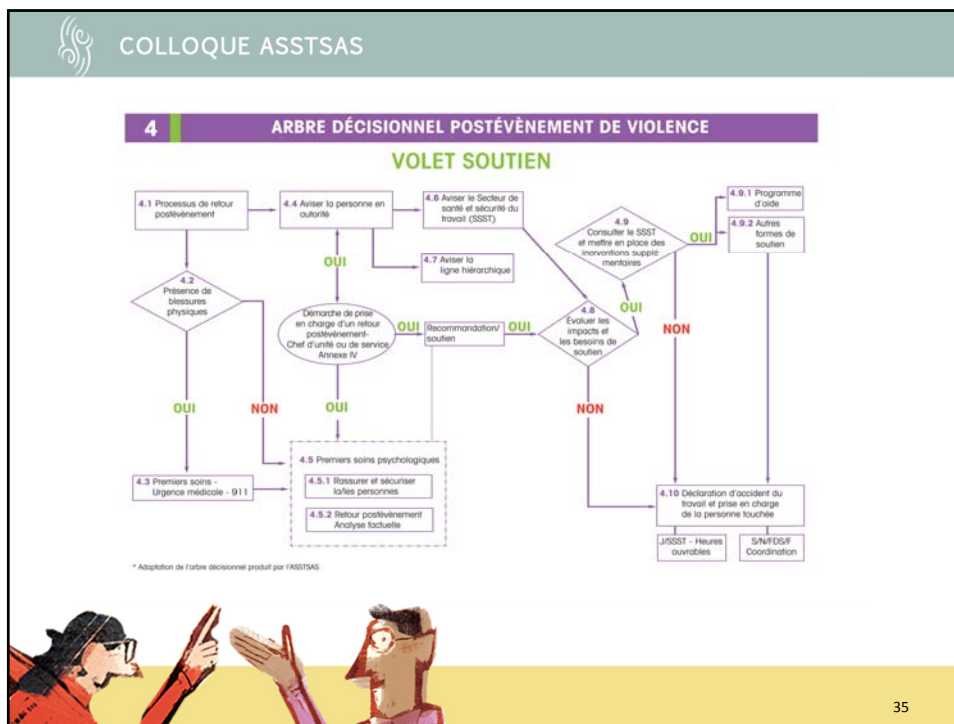 COLLOQUE ASSTSAS
4
ARBRE DÉCISIONNEL POSTÉVÈNEMENT DE VIOLENCE
VOLET SOUTIEN
4.1 Processus de retour
postévènement
4.4 Aviser la personne en
autorité
4.6 Aviser le Secteur de
santé et sécurité du
travail (SSST)
4.9
Consulter le SSST
et mettre en place des
inverventions supplé
mentaires
OUI
4.9.1 Programme
d'aide
4.9.2 Autres
formes de
soutien
4.7 Aviser la
ligne hiérarchique
OUI
4.2
Présence de
blessures
physiques
Démarche de prise
en charge d'un retour
postévènement-
Chef d'unité ou de service
Annexe IV
OUI
Recommandation/
soutien
OUI
4.8
Évaluer les
impacts et
les besoins de
soutien
OUI
NON
OUI
NON
OUI
NON
4.3 Premiers soins -
Urgence médicale - 911
4.5 Premiers soins psychologiques
4.5.1 Rassurer et sécuriser
la/les personnes
4.5.2 Retour postévènement
Analyse factuelle
4.10 Déclaration d'accident du
travail et prise en charge
de la personne touchée
J/SSST - Heures
ouvrables
S/N/FDS/F
Coordination
* Adaptation de l'arbre décisionnel produit par l'ASSTSAS
35